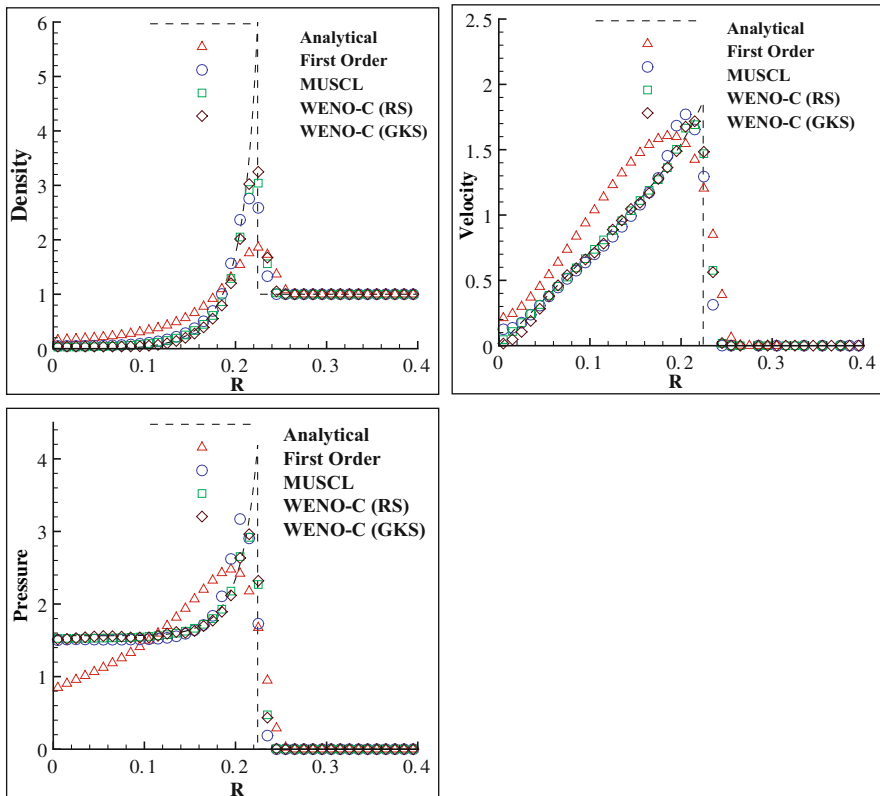 6
5
4
3
2
1
0
Density
0
0.1
0.2
0.3
0.4
R
Analytical
First Order
MUSCL
WENO-C (RS)
WENO-C (GKS)
2.5
2
1.5
1
0.5
0
Velocity
0
0.1
0.2
0.3
0.4
R
Analytical
First Order
MUSCL
WENO-C (RS)
WENO-C (GKS)
4
3
2
1
0
Pressure
0
0.1
0.2
0.3
0.4
R
Analytical
First Order
MUSCL
WENO-C (RS)
WENO-C (GKS)